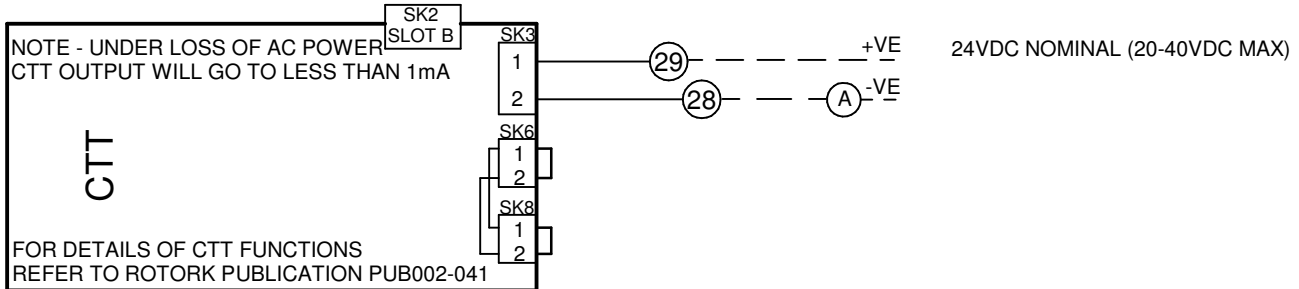 SK2
SLOT B
NOTE - UNDER LOSS OF AC POWER
CTT OUTPUT WILL GO TO LESS THAN 1mA
SK3
1
2
29
28
A
+VE
-VE
24VDC NOMINAL (20-40VDC MAX)
CTT
SK6
1
2
SK8
1
2
FOR DETAILS OF CTT FUNCTIONS
REFER TO ROTORK PUBLICATION PUB002-041